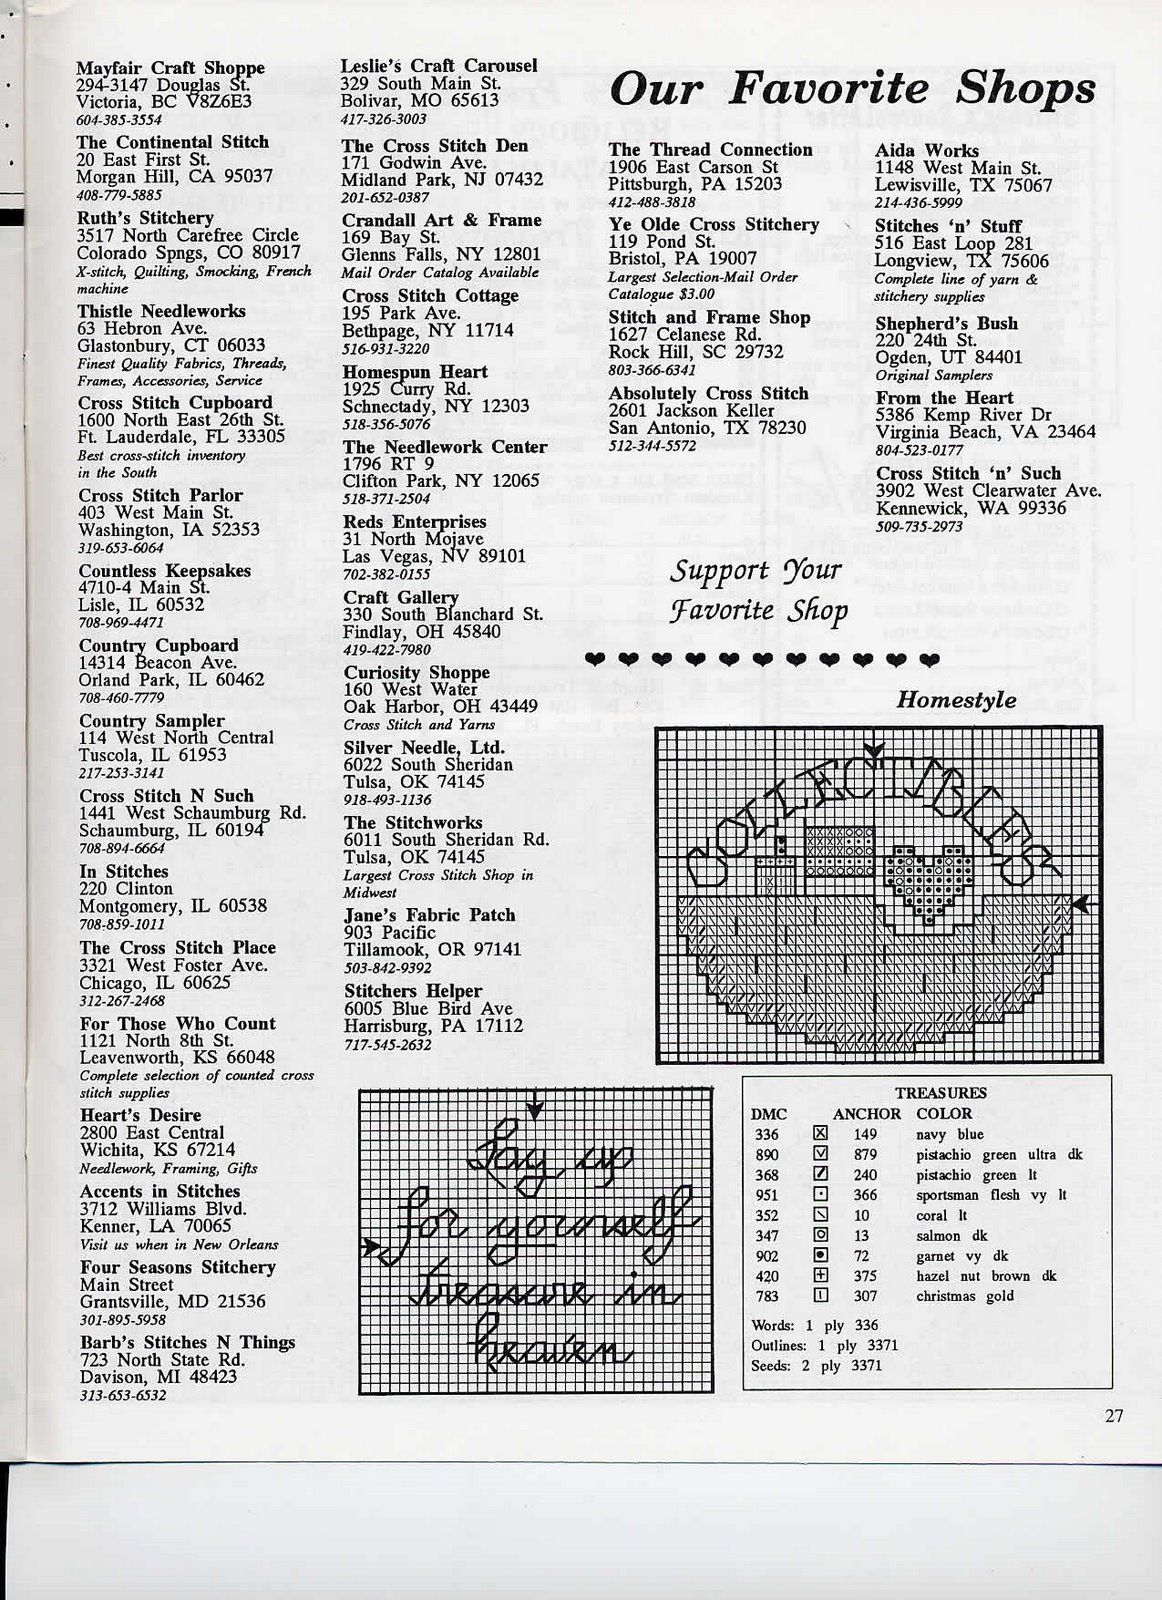 Mayfair Craft Shoppe
294-3147 Douglas St.
Victoria, BC V8Z6E3
604-385-3554
The Continental Stitch
20 East First St.
Morgan Hill, CA 95037
408-779-5885
Ruth's Stitchery
3517 North Carefree Circle
Colorado Spngs, CO 80917
X-stitch, Quilting, Smocking, French
machine
Thistle Needleworks
63 Hebron Ave.
Glastonbury, CT 06033
Finest Quality Fabrics, Threads,
Frames, Accessories, Service
Cross Stitch Cupboard
1600 North East 26th St.
Ft. Lauderdale, FL 33305
Best cross-stitch inventory
in the South
Cross Stitch Parlor
403 West Main St.
Washington, IA 52353
319-653-6064
Countless Keepsakes
4710-4 Main St.
Lisle, IL 60532
708-969-4471
Country Cupboard
14314 Beacon Ave.
Orland Park, IL 60462
708-460-7779
Country Sampler
114 West North Central
Tuscola, IL 61953
217-253-3141
Cross Stitch N Such
1441 West Schaumburg Rd.
Schaumburg, IL 60194
708-894-6664
In Stitches
220 Clinton
Montgomery, IL 60538
708-859-1011
The Cross Stitch Place
3321 West Foster Ave.
Chicago, IL 60625
312-267-2468
For Those Who Count
1121 North 8th St.
Leavenworth, KS 66048
Complete selection of counted cross
stitch supplies
Heart's Desire
2800 East Central
Wichita, KS 67214
Needlework, Framing, Gifts
Accents in Stitches
3712 Williams Blvd.
Kenner, LA 70065
Visit us when in New Orleans
Four Seasons Stitchery
Main Street
Grantsville, MD 21536
301-895-5958
Barb's Stitches N Things
723 North State Rd.
Davison, MI 48423
313-653-6532
Leslie's Craft Carousel
329 South Main St.
Bolivar, MO 65613
417-326-3003
The Cross Stitch Den
171 Godwin Ave.
Midland Park, NJ 07432
201-652-0387
Crandall Art & Frame
169 Bay St.
Glenns Falls, NY 12801
Mail Order Catalog Available
Cross Stitch Cottage
195 Park Ave.
Bethpage, NY 11714
516-931-3220
Homespun Heart
1925 Curry Rd.
Schnectady, NY 12303
518-356-5076
The Needlework Center
1796 RT 9
Clifton Park, NY 12065
518-371-2504
Reds Enterprises
31 North Mojave
Las Vegas, NV 89101
702-382-0155
Craft Gallery
330 South Blanchard St.
Findlay, OH 45840
419-422-7980
Curiosity Shoppe
160 West Water
Oak Harbor, OH 43449
Cross Stitch and Yarns
Silver Needle, Ltd.
6022 South Sheridan
Tulsa, OK 74145
918-493-1136
The Stitchworks
6011 South Sheridan Rd.
Tulsa, OK 74145
Largest Cross Stitch Shop in
Midwest
Jane's Fabric Patch
903 Pacific
Tillamook, OR 97141
503-842-9392
Stitchers Helper
6005 Blue Bird Ave
Harrisburg, PA 17112
717-545-2632
Our Favorite Shops
The Thread Connection
1906 East Carson St
Pittsburgh, PA 15203
412-488-3818
Ye Olde Cross Stitchery
119 Pond St.
Bristol, PA 19007
Largest Selection-Mail Order
Catalogue $3.00
Stitch and Frame Shop
1627 Celanese Rd.
Rock Hill, SC 29732
803-366-6341
Absolutely Cross Stitch
2601 Jackson Keller
San Antonio, TX 78230
512-344-5572
Aida Works
1148 West Main St.
Lewisville, TX 75067
214-436-5999
Stitches 'n' Stuff
516 East Loop 281
Longview, TX 75606
Complete line of yarn &
stitchery supplies
Shepherd's Bush
220 24th St.
Ogden, UT 84401
Original Samplers
From the Heart
5386 Kemp River Dr
Virginia Beach, VA 23464
804-523-0177
Cross Stitch 'n' Such
3902 West Clearwater Ave.
Kennewick, WA 99336
509-735-2973
Support Your
Favorite Shop
Homestyle
COLLECTIBLES
Lay up
for yourself
treasure in
heaven
TREASURES
DMC ANCHOR COLOR
336 X 149 navy blue
890 V 879 pistachio green ultra dk
368 / 240 pistachio green lt
951 · 366 sportsman flesh vy lt
352 \ 10 coral lt
347 O 13 salmon dk
902 ● 72 garnet vy dk
420 + 375 hazel nut brown dk
783 I 307 christmas gold
Words: 1 ply 336
Outlines: 1 ply 3371
Seeds: 2 ply 3371
27